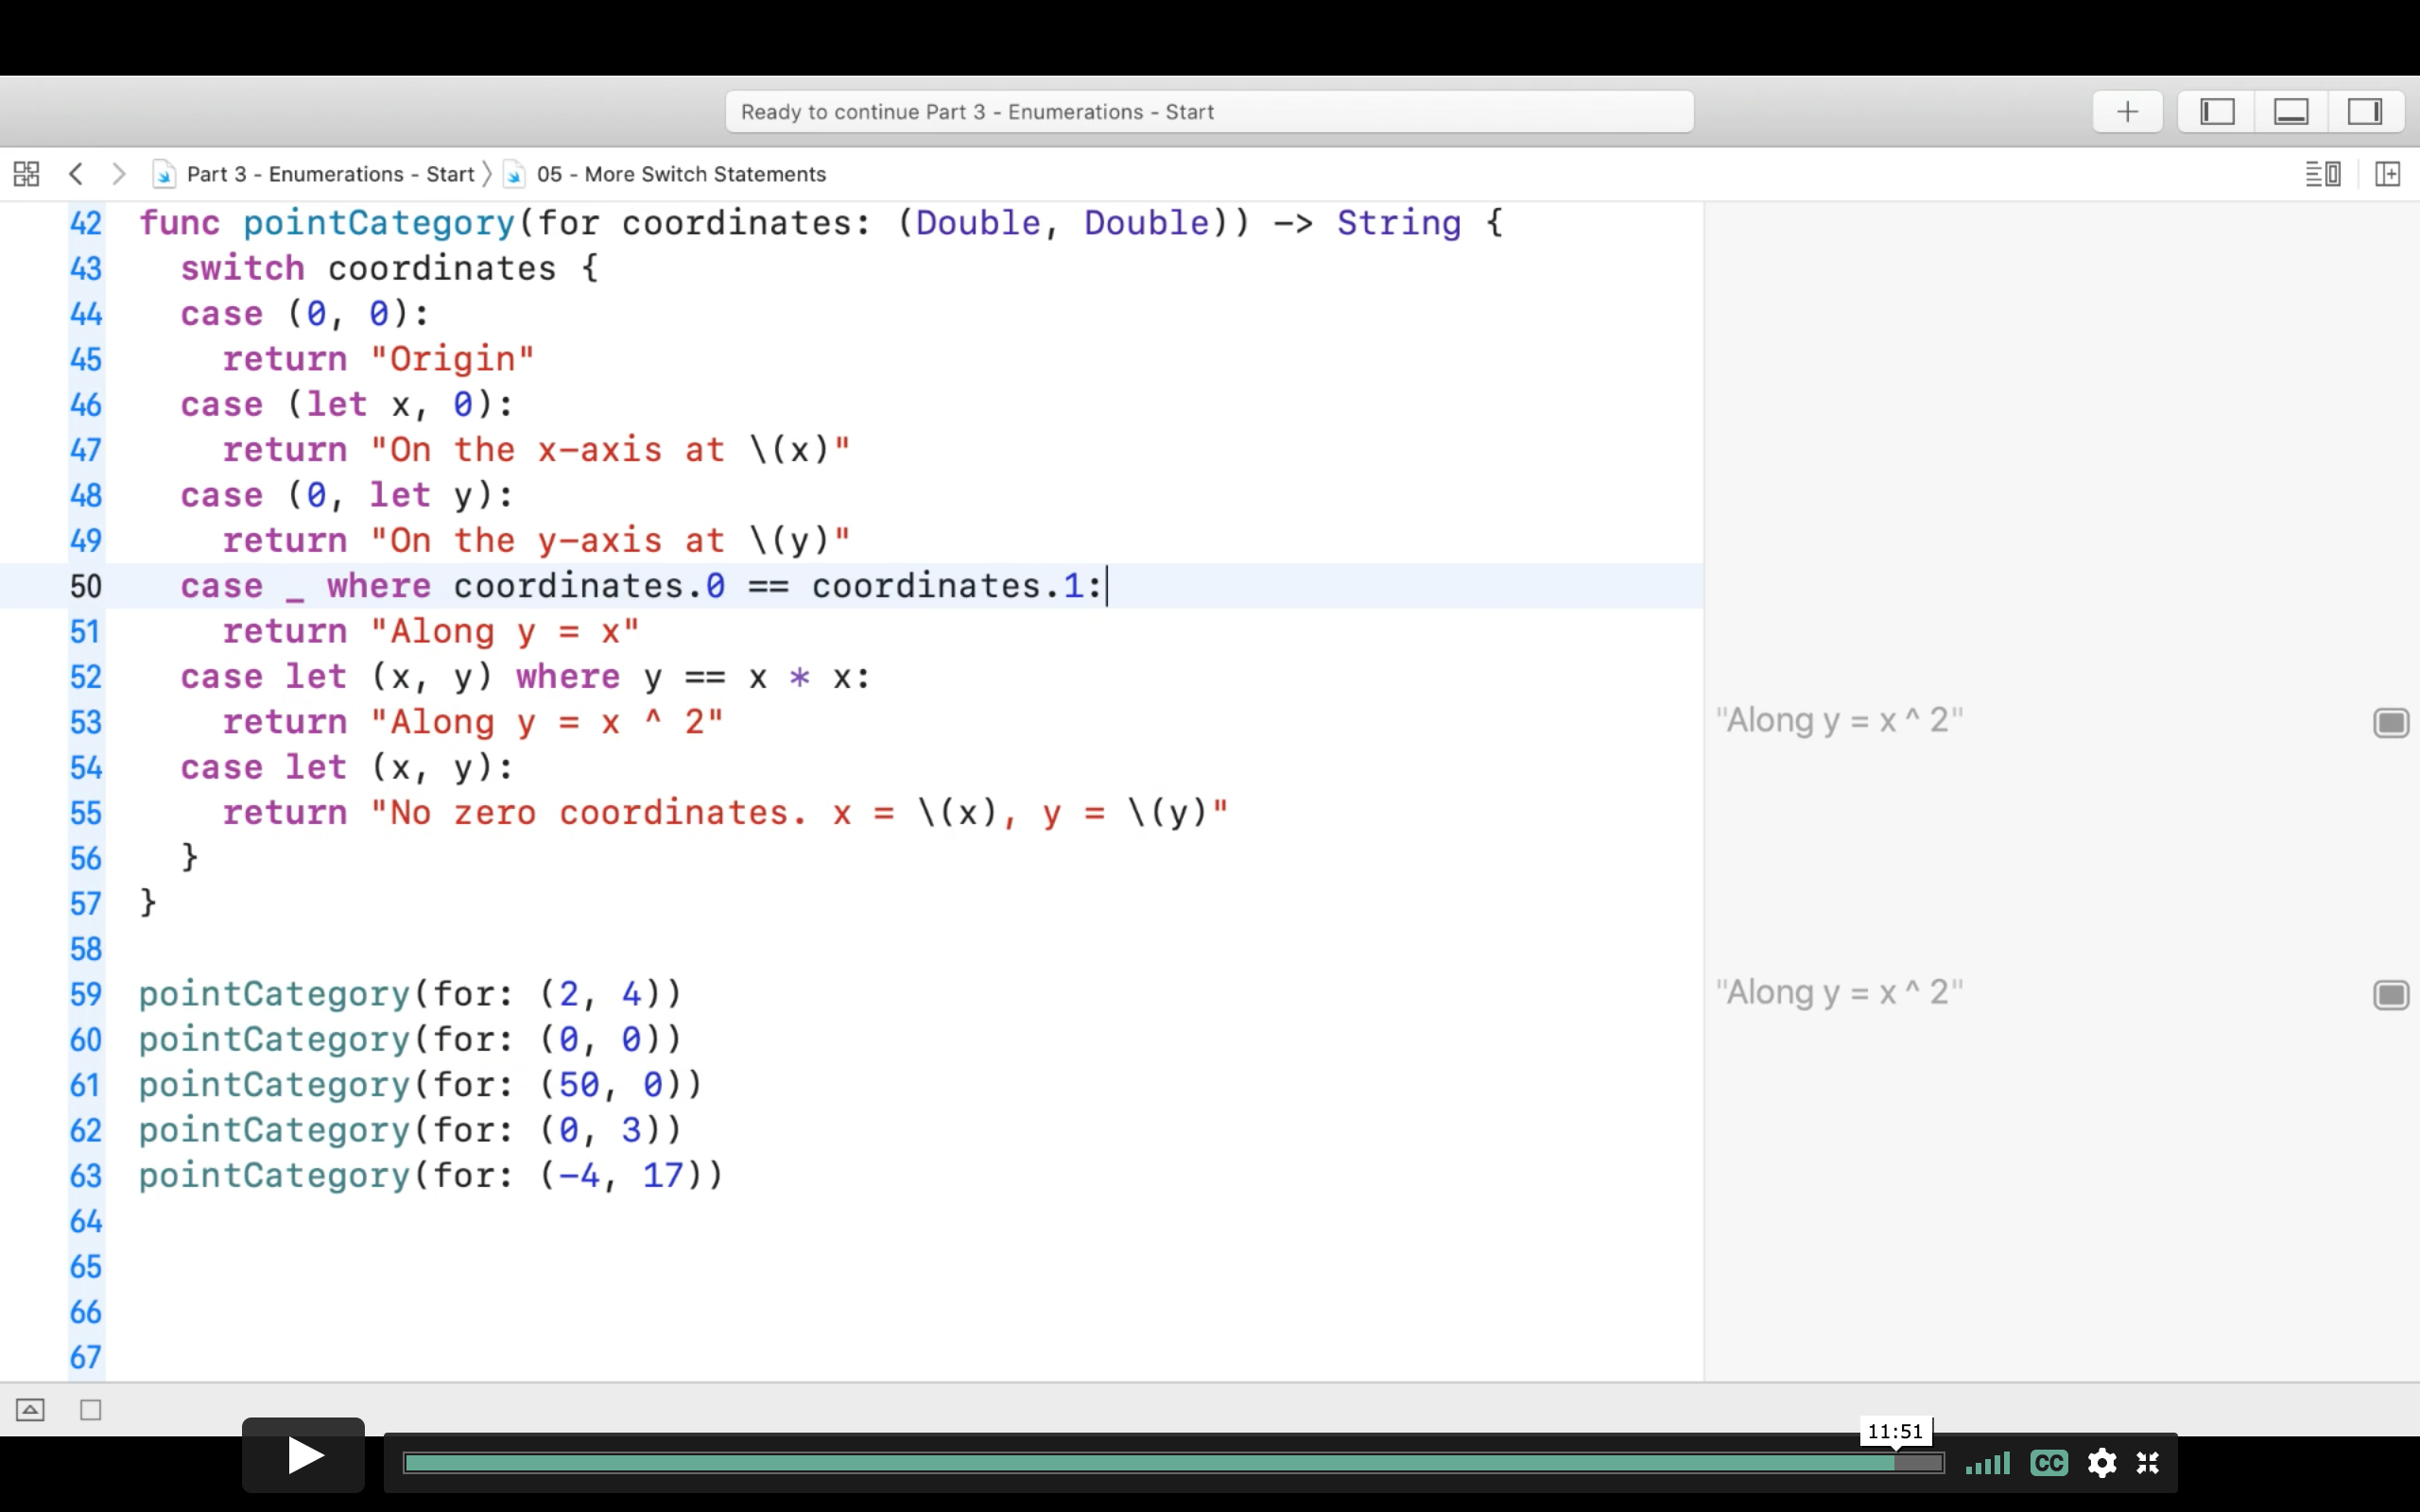 Ready to continue Part 3 - Enumerations - Start
Part 3 - Enumerations - Start 〉 05 - More Switch Statements
42 func pointCategory(for coordinates: (Double, Double)) -> String {
43   switch coordinates {
44   case (0, 0):
45     return "Origin"
46   case (let x, 0):
47     return "On the x-axis at \(x)"
48   case (0, let y):
49     return "On the y-axis at \(y)"
50   case _ where coordinates.0 == coordinates.1:
51     return "Along y = x"
52   case let (x, y) where y == x * x:
53     return "Along y = x ^ 2" "Along y = x ^ 2"
54   case let (x, y):
55     return "No zero coordinates. x = \(x), y = \(y)"
56   }
57 }
58
59 pointCategory(for: (2, 4)) "Along y = x ^ 2"
60 pointCategory(for: (0, 0))
61 pointCategory(for: (50, 0))
62 pointCategory(for: (0, 3))
63 pointCategory(for: (-4, 17))
64
65
66
67
11:51
CC